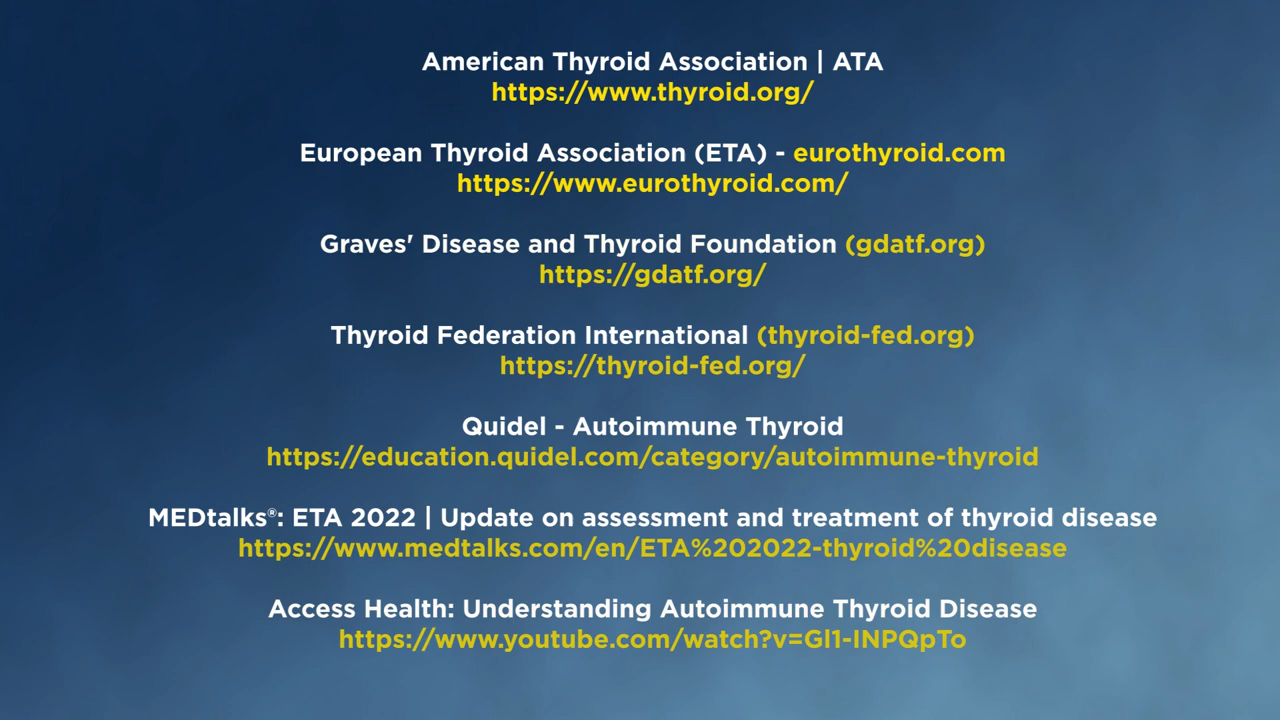 American Thyroid Association | ATA
https://www.thyroid.org/
European Thyroid Association (ETA) - eurothyroid.com
https://www.eurothyroid.com/
Graves' Disease and Thyroid Foundation (gdatf.org)
https://gdatf.org/
Thyroid Federation International (thyroid-fed.org)
https://thyroid-fed.org/
Quidel - Autoimmune Thyroid
https://education.quidel.com/category/autoimmune-thyroid
MEDtalks®: ETA 2022 | Update on assessment and treatment of thyroid disease
https://www.medtalks.com/en/ETA%202022-thyroid%20disease
Access Health: Understanding Autoimmune Thyroid Disease
https://www.youtube.com/watch?v=Gl1-INPQpTo